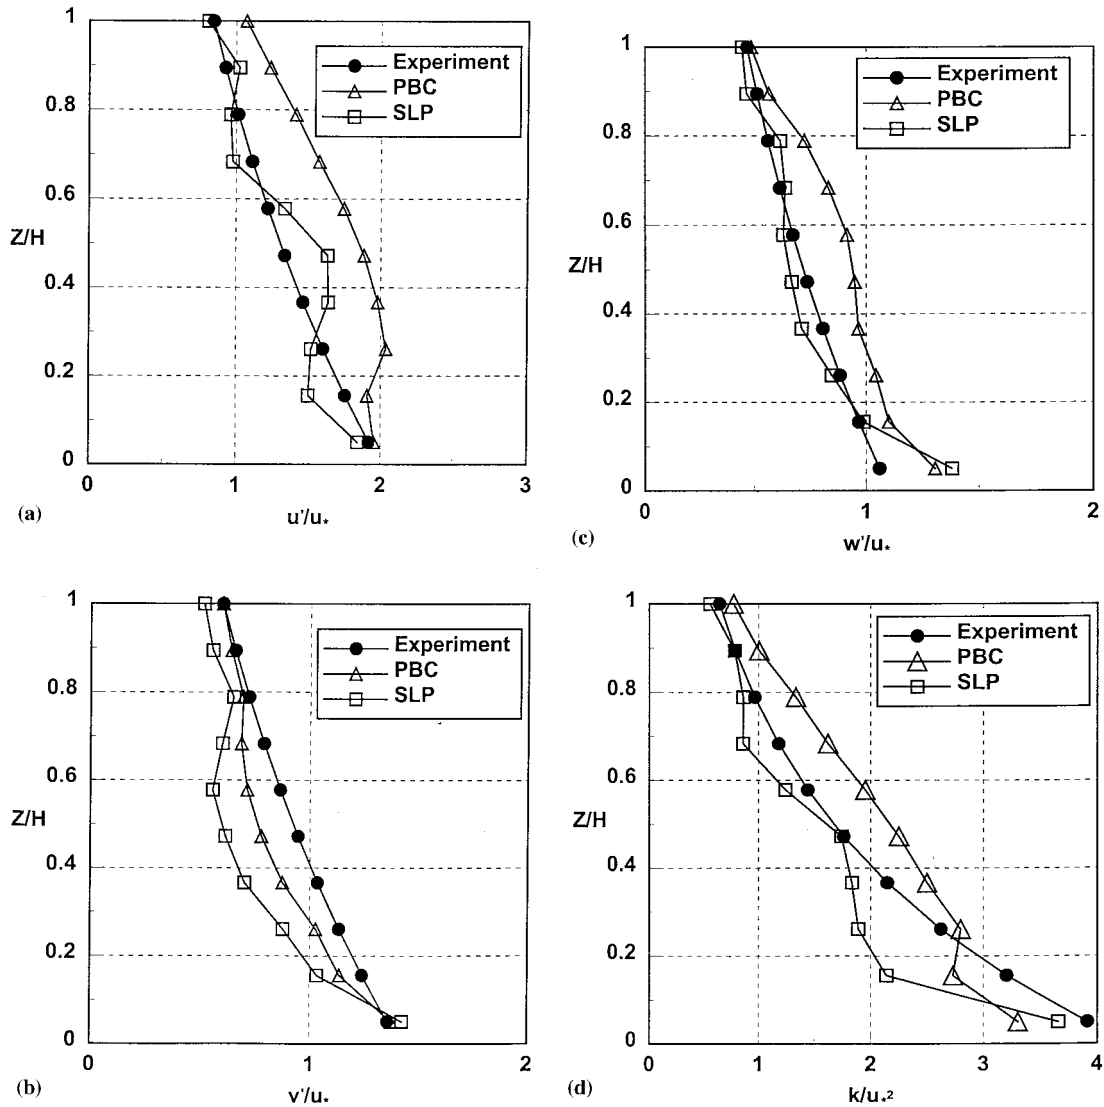 1
0.8
0.6
Z/H
0.4
0.2
0
0 1 2 3
(a)
u'/u*
Experiment
PBC
SLP
1
0.8
0.6
Z/H
0.4
0.2
0
0 1 2
(c)
w'/u*
Experiment
PBC
SLP
1
0.8
0.6
Z/H
0.4
0.2
0
0 1 2
(b)
v'/u*
Experiment
PBC
SLP
1
0.8
0.6
Z/H
0.4
0.2
0
0 1 2 3 4
(d)
k/u*²
Experiment
PBC
SLP